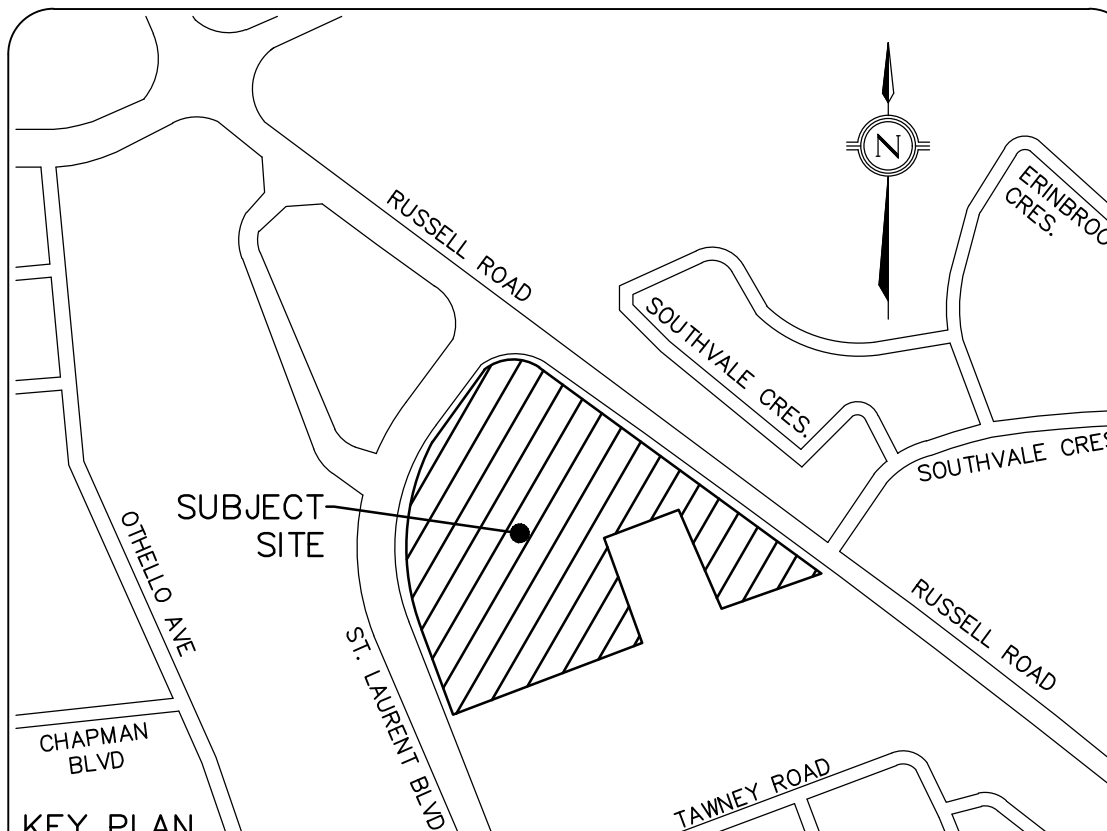 N
RUSSELL ROAD
ERINBROO
CRES.
SOUTHVALE CRES.
SOUTHVALE CRES
SUBJECT
SITE
OTHELLO AVE
RUSSELL ROAD
ST. LAURENT BLVD
CHAPMAN
BLVD
TAWNEY ROAD
KEY PLAN